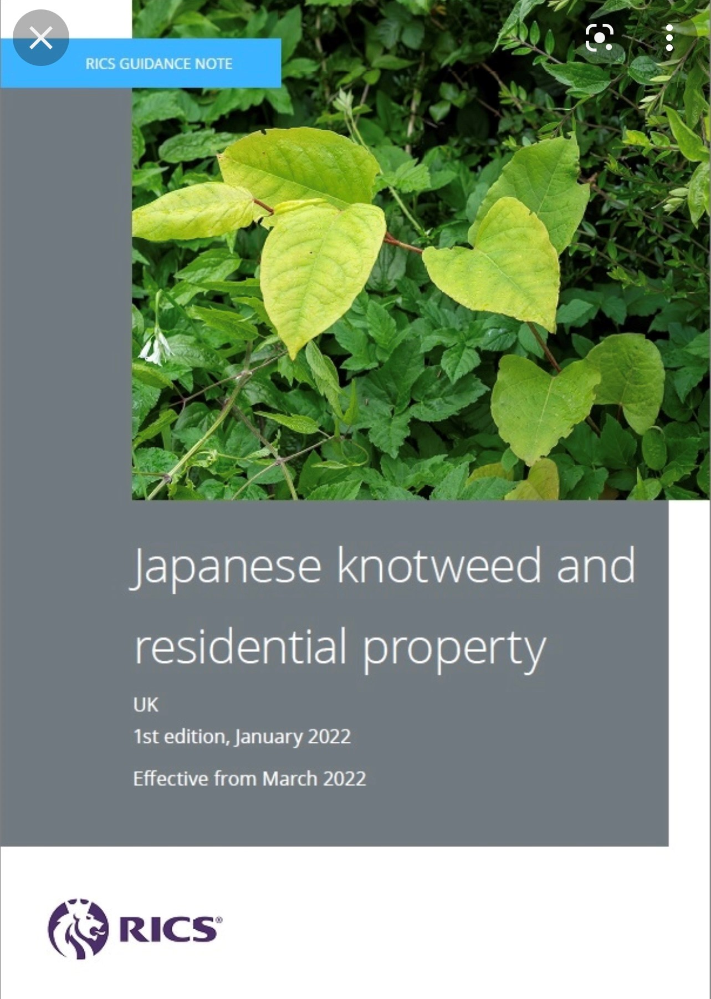 RICS GUIDANCE NOTE
Japanese knotweed and
residential property
UK
1st edition, January 2022
Effective from March 2022
RICS®